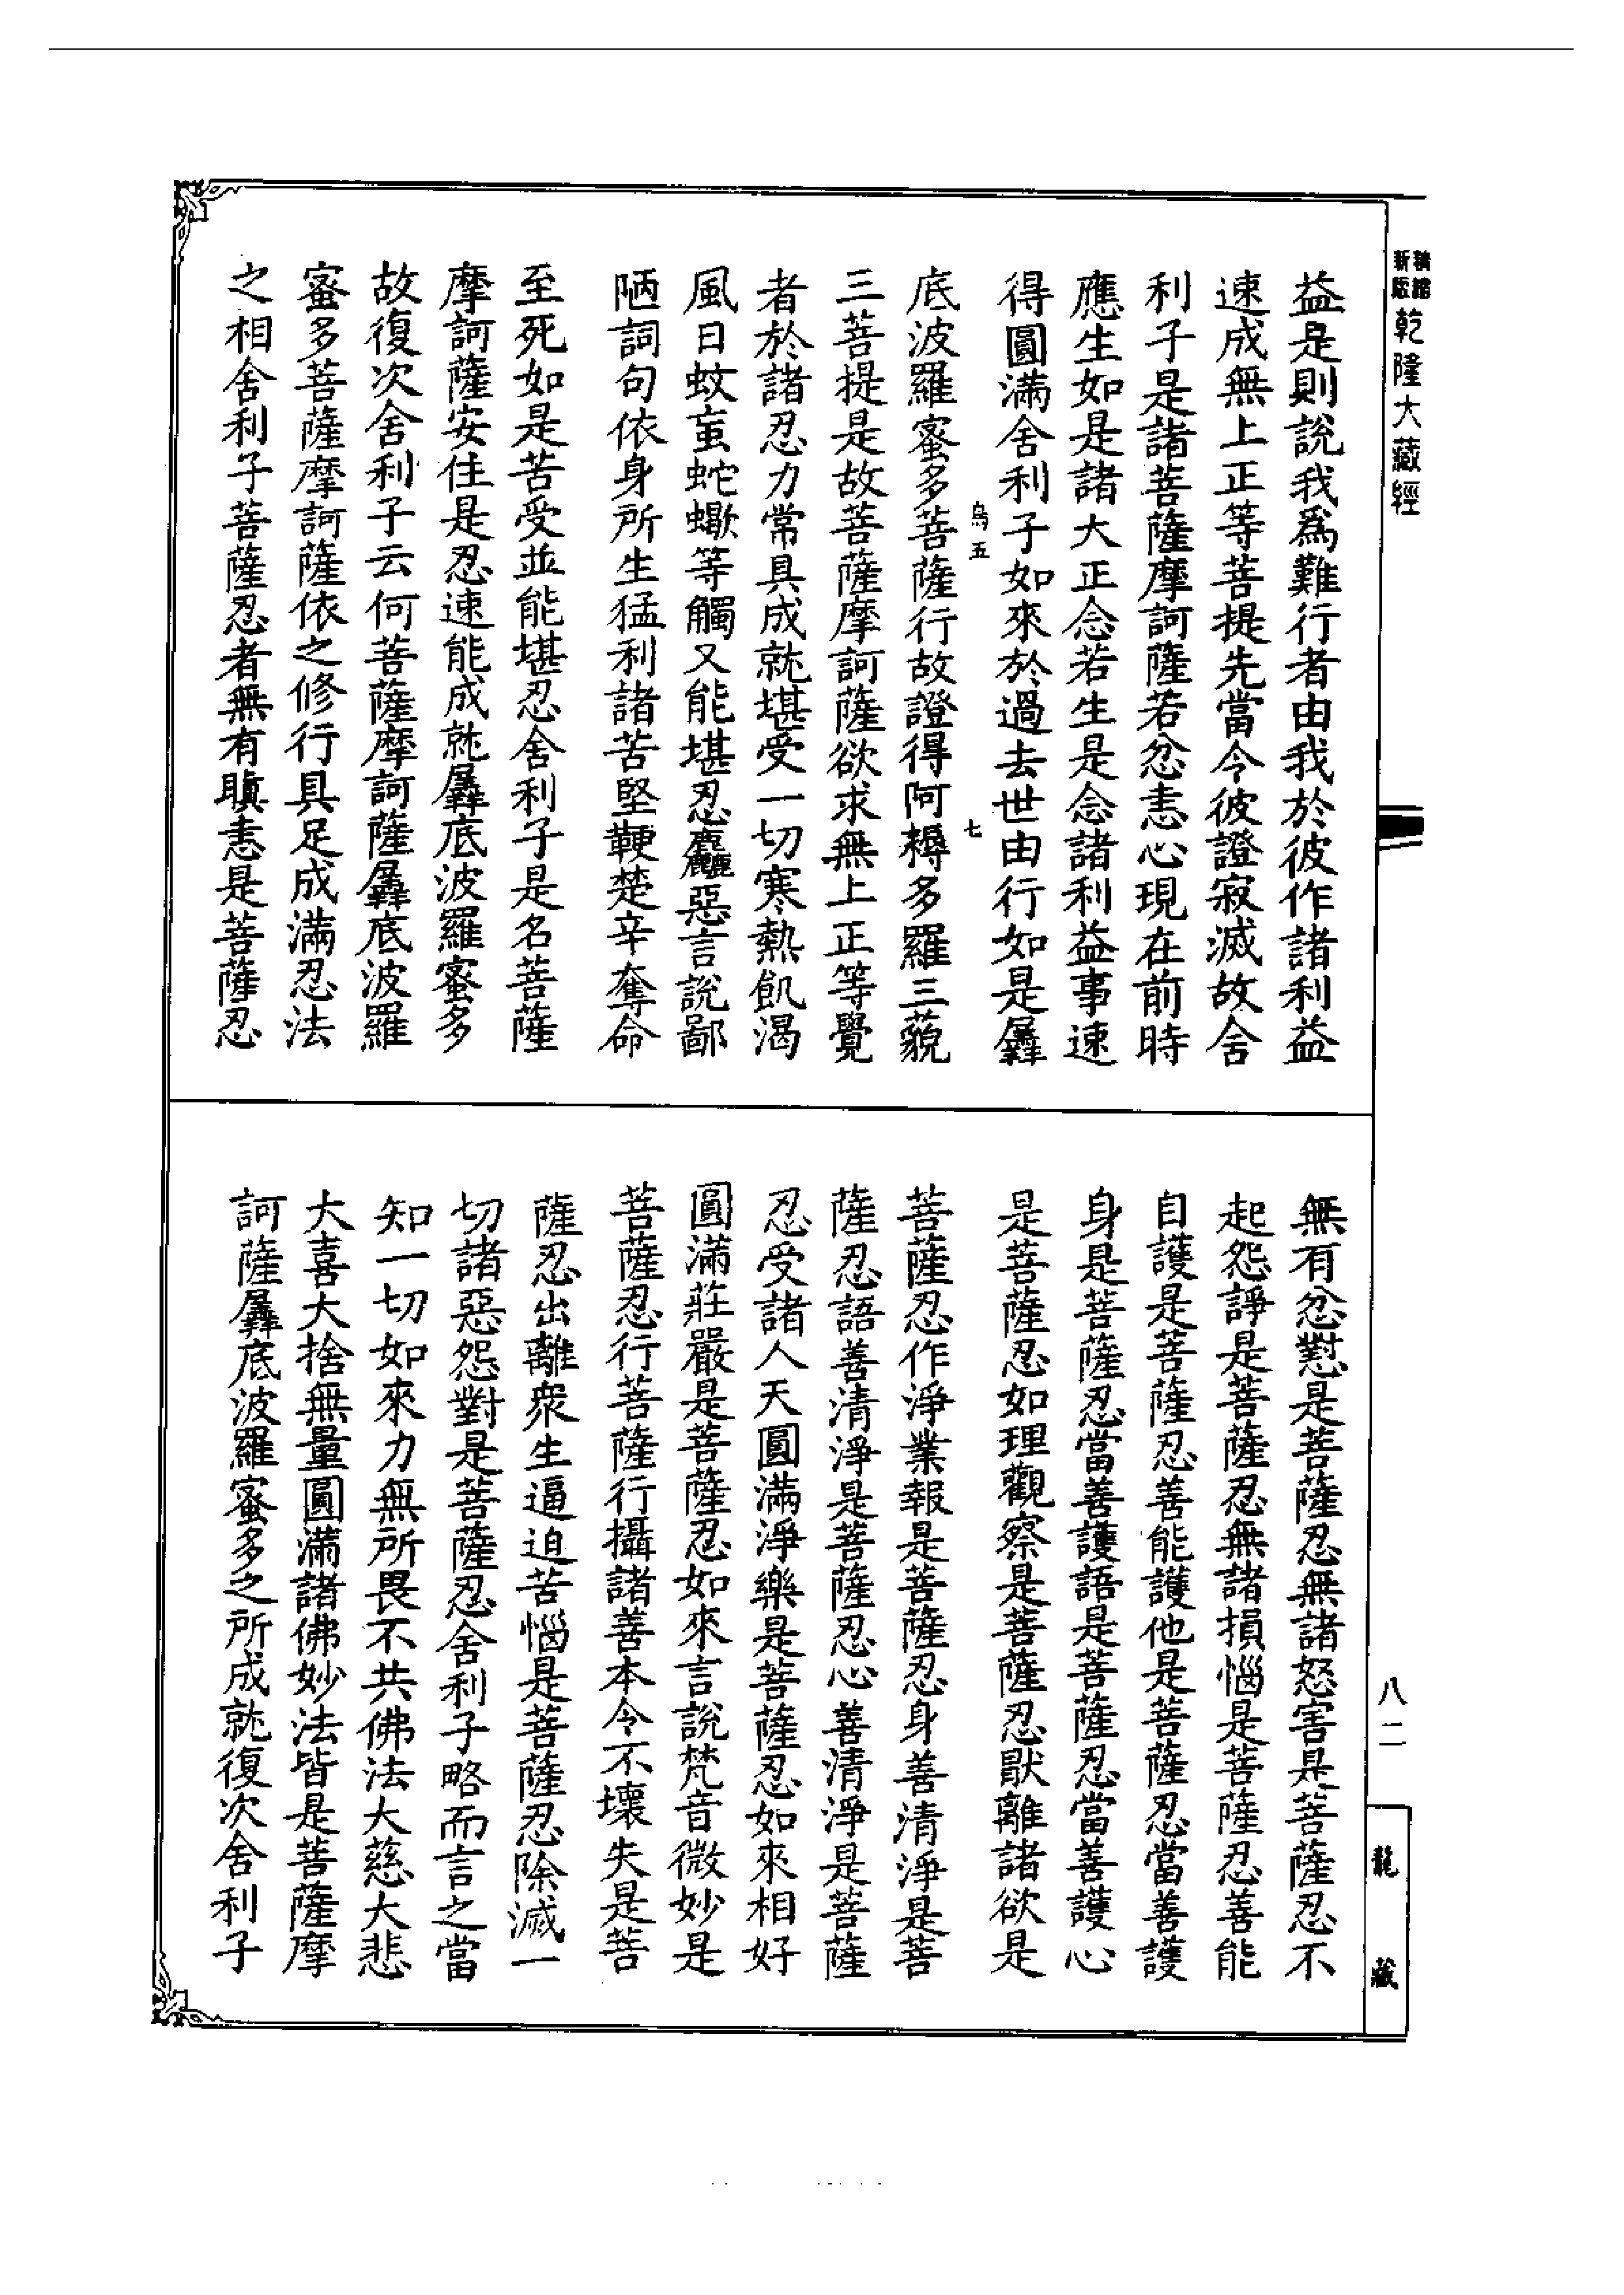 新版 精縮 乾隆大藏經
益是則說我爲難行者由我於彼作諸利益
速成無上正等菩提先當令彼證寂滅故舍
利子是諸菩薩摩訶薩若忿恚心現在前時
應生如是諸大正念若生是念諸利益事速
得圓滿舍利子如來於過去世由行如是羼
烏五 七
底波羅蜜多菩薩行故證得阿耨多羅三藐
三菩提是故菩薩摩訶薩欲求無上正等覺
者於諸忍力常具成就堪受一切寒熱飢渴
風日蚊䖟蛇蠍等觸又能堪忍麤惡言說鄙
陋詞句依身所生猛利諸苦堅鞕楚辛奪命
至死如是苦受並能堪忍舍利子是名菩薩
摩訶薩安住是忍速能成就羼底波羅蜜多
故復次舍利子云何菩薩摩訶薩羼底波羅
蜜多菩薩摩訶薩依之修行具足成滿忍法
之相舍利子菩薩忍者無有瞋恚是菩薩忍
無有忿懟是菩薩忍無諸怒害是菩薩忍不
起怨諍是菩薩忍無諸損惱是菩薩忍善能
自護是菩薩忍善能護他是菩薩忍當善護
身是菩薩忍當善護語是菩薩忍當善護心
是菩薩忍如理觀察是菩薩忍猒離諸欲是
菩薩忍作淨業報是菩薩忍身善清淨是菩
薩忍語善清淨是菩薩忍心善清淨是菩薩
忍受諸人天圓滿淨樂是菩薩忍如來相好
圓滿莊嚴是菩薩忍如來言說梵音微妙是
菩薩忍行菩薩行攝諸善本令不壞失是菩
薩忍出離衆生逼迫苦惱是菩薩忍除滅一
切諸惡怨對是菩薩忍舍利子略而言之當
知一切如來力無所畏不共佛法大慈大悲
大喜大捨無量圓滿諸佛妙法皆是菩薩摩
訶薩羼底波羅蜜多之所成就復次舍利子
八二
龍藏